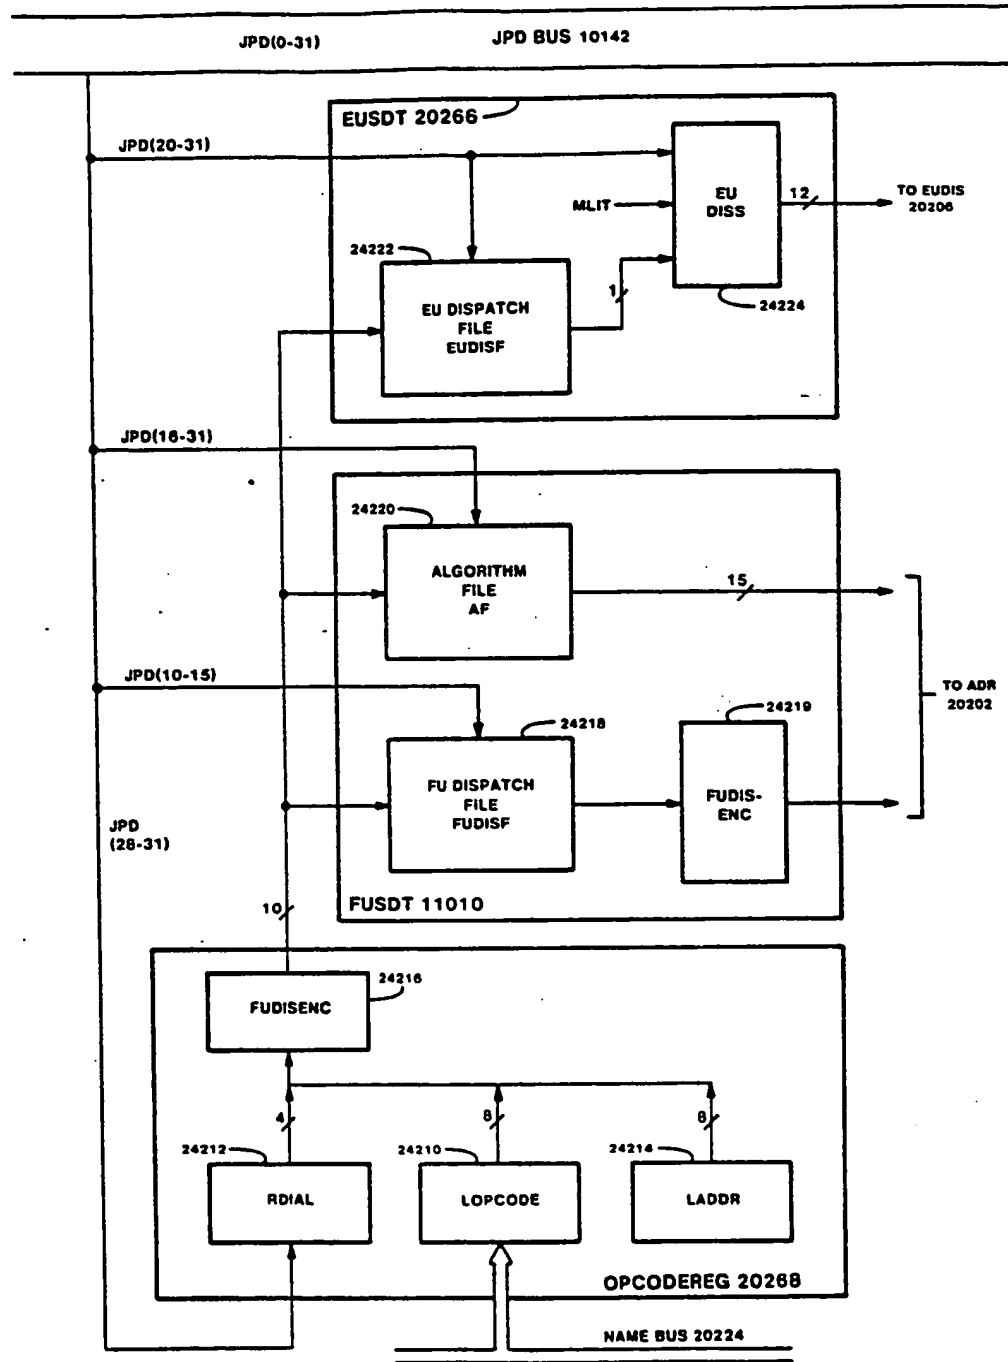 JPD(0-31)
JPD BUS 10142
EUSDT 20266
JPD(20-31)
EU
DISS
12
TO EUDIS
20206
MLIT
24222
1
24224
EU DISPATCH
FILE
EUDISF
JPD(16-31)
24220
ALGORITHM
FILE
AF
15
JPD(10-15)
TO ADR
20202
24218
24219
FU DISPATCH
FILE
FUDISF
FUDIS-
ENC
JPD
(28-31)
10
FUSDT 11010
FUDISENC
24216
4
8
8
24212
24210
24214
RDIAL
LOPCODE
LADDR
OPCODEREG 20268
NAME BUS 20224